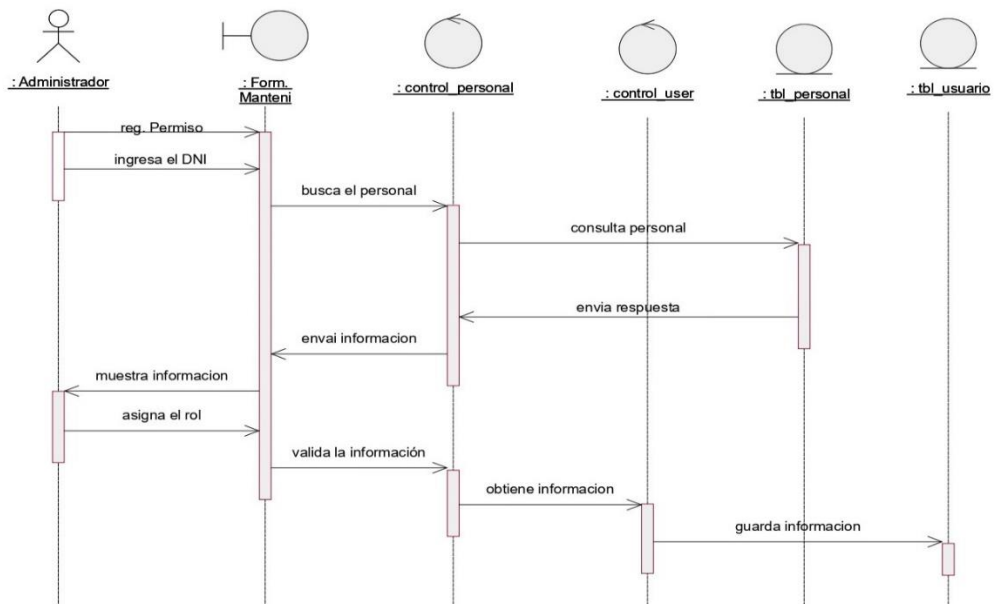 : Administrador
: Form.
Manteni
: control_personal
: control_user
: tbl_personal
: tbl_usuario
reg. Permiso
ingresa el DNI
busca el personal
consulta personal
envia respuesta
envai informacion
muestra informacion
asigna el rol
valida la información
obtiene informacion
guarda informacion